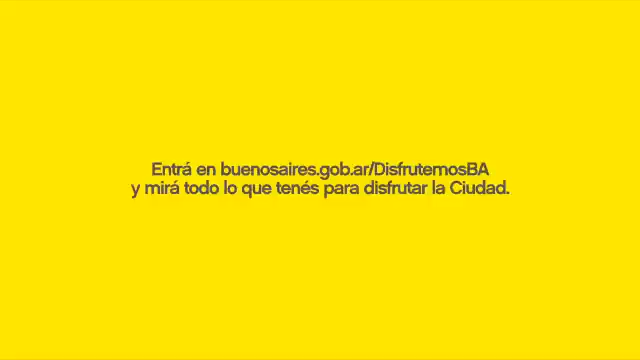 Entrá en buenosaires.gob.ar/DisfrutemosBA
y mirá todo lo que tenés para disfrutar la Ciudad.